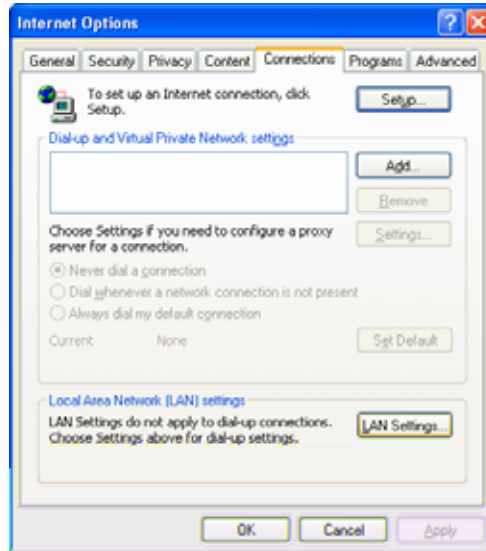 Internet Options
General Security Privacy Content Connections Programs Advanced
To set up an Internet connection, click
Setup.
Setup...
Dial-up and Virtual Private Network settings
Add...
Remove
Choose Settings if you need to configure a proxy
server for a connection.
Settings...
Never dial a connection
Dial whenever a network connection is not present
Always dial my default connection
Current None
Set Default
Local Area Network (LAN) settings
LAN Settings do not apply to dial-up connections.
Choose Settings above for dial-up settings.
LAN Settings...
OK Cancel Apply